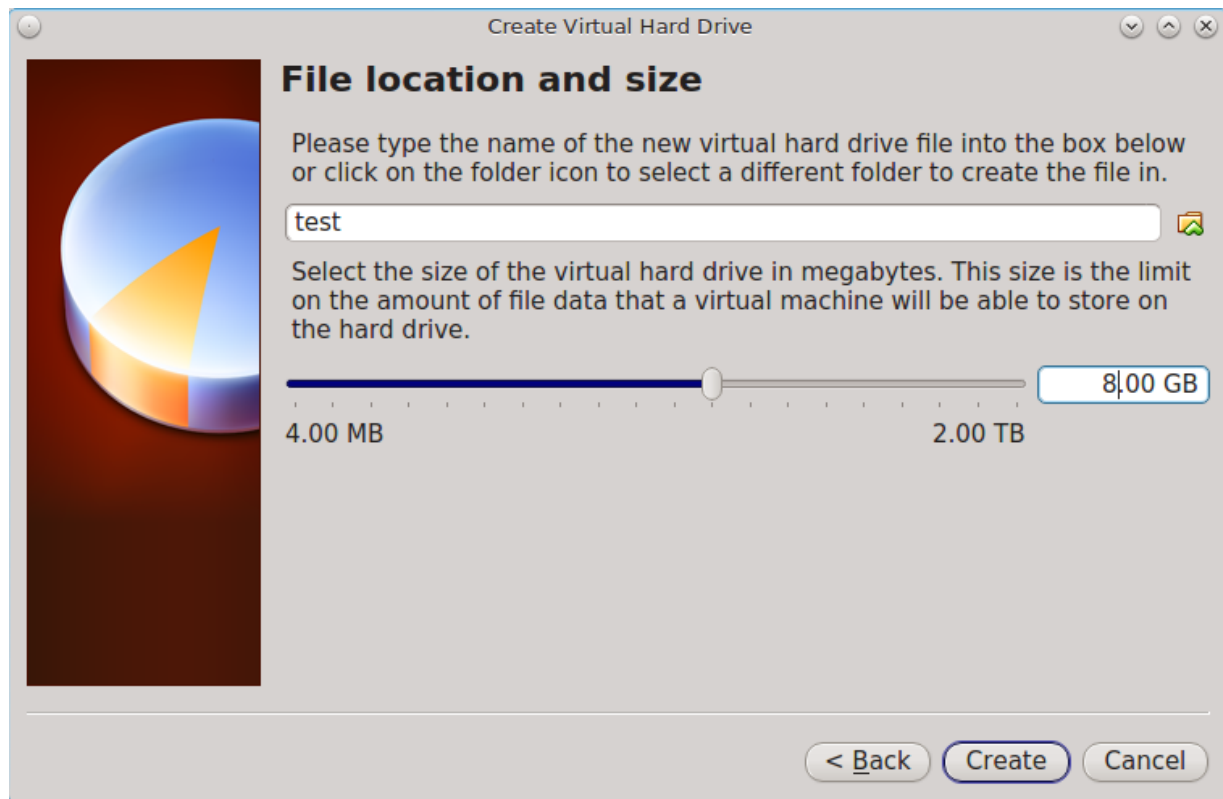 Create Virtual Hard Drive
File location and size
Please type the name of the new virtual hard drive file into the box below
or click on the folder icon to select a different folder to create the file in.
test
Select the size of the virtual hard drive in megabytes. This size is the limit
on the amount of file data that a virtual machine will be able to store on
the hard drive.
8.00 GB
4.00 MB 2.00 TB
< Back Create Cancel